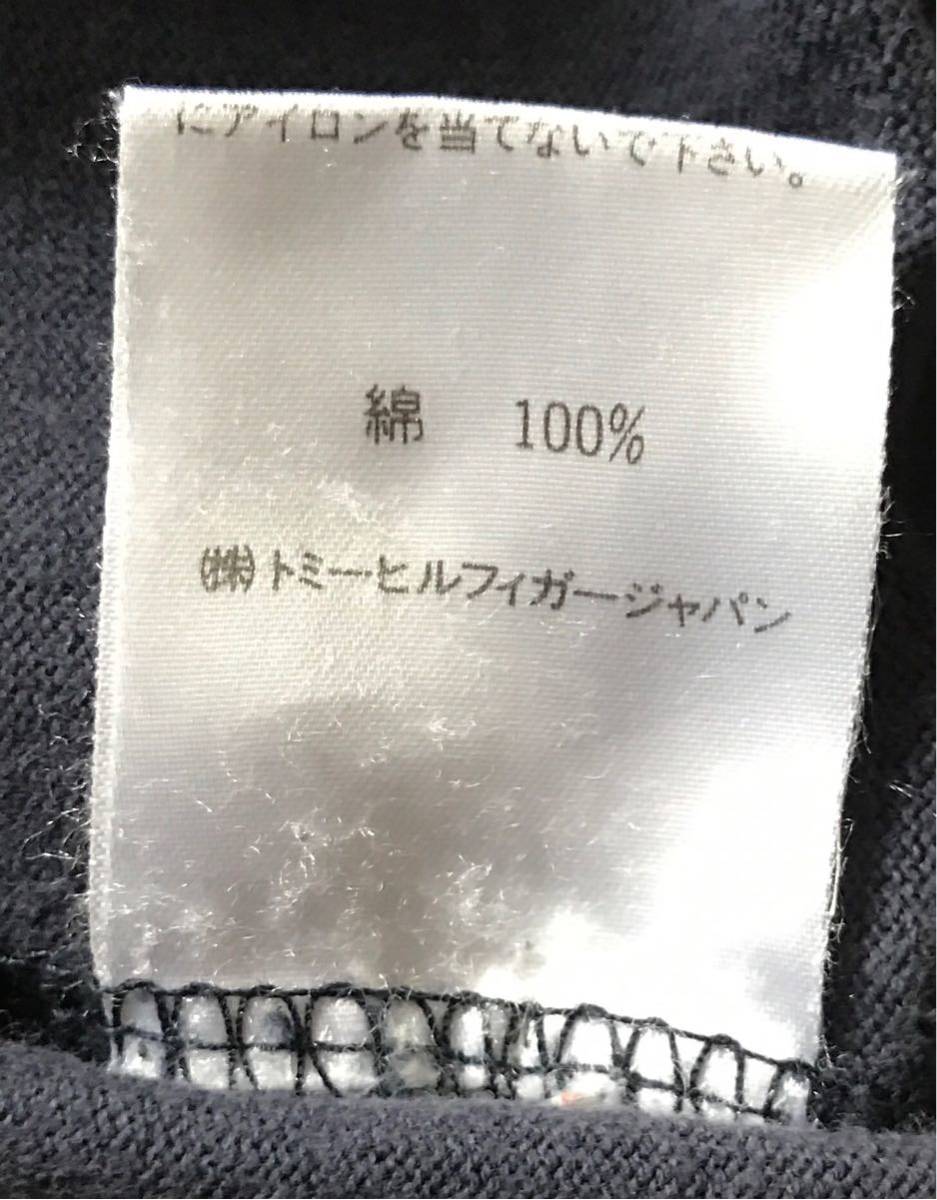 にアイロンを当てないで下さい。
綿 100%
㈱トミーヒルフィガージャパン